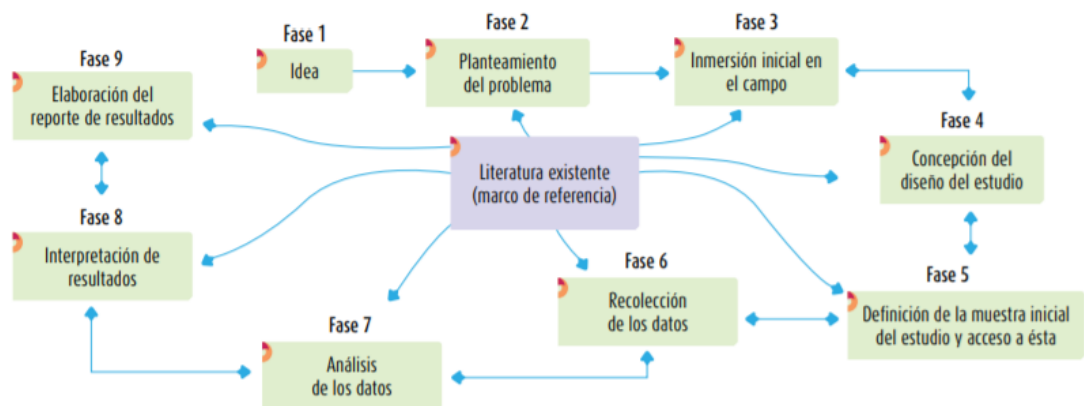 Fase 1
Idea
Fase 2
Planteamiento
del problema
Fase 3
Inmersión inicial en
el campo
Fase 4
Concepción del
diseño del estudio
Fase 5
Definición de la muestra inicial
del estudio y acceso a ésta
Fase 6
Recolección
de los datos
Fase 7
Análisis
de los datos
Fase 8
Interpretación de
resultados
Fase 9
Elaboración del
reporte de resultados
Literatura existente
(marco de referencia)